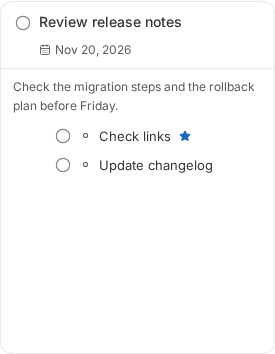 Review release notes
Nov 20, 2026
Check the migration steps and the rollback
plan before Friday.
Check links
Update changelog